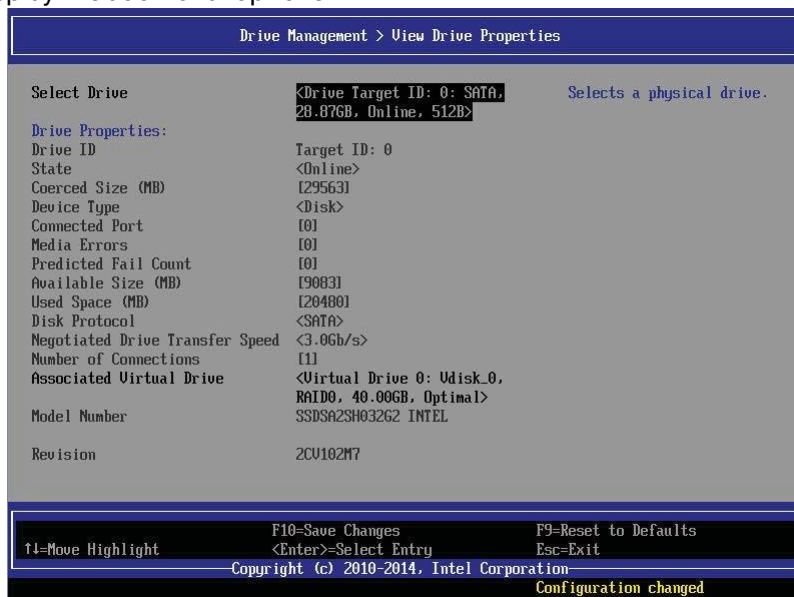 Drive Management > View Drive Properties
Select Drive <Drive Target ID: 0: SATA, Selects a physical drive.
28.87GB, Online, 512B>
Drive Properties:
Drive ID Target ID: 0
State <Online>
Coerced Size (MB) [29563]
Device Type <Disk>
Connected Port [0]
Media Errors [0]
Predicted Fail Count [0]
Available Size (MB) [9083]
Used Space (MB) [20480]
Disk Protocol <SATA>
Negotiated Drive Transfer Speed <3.0Gb/s>
Number of Connections [1]
Associated Virtual Drive <Virtual Drive 0: Vdisk_0,
RAID0, 40.00GB, Optimal>
Model Number SSDSA2SH032G2 INTEL
Revision 2CV102M7
F10=Save Changes F9=Reset to Defaults
↑↓=Move Highlight <Enter>=Select Entry Esc=Exit
Copyright (c) 2010-2014, Intel Corporation
Configuration changed